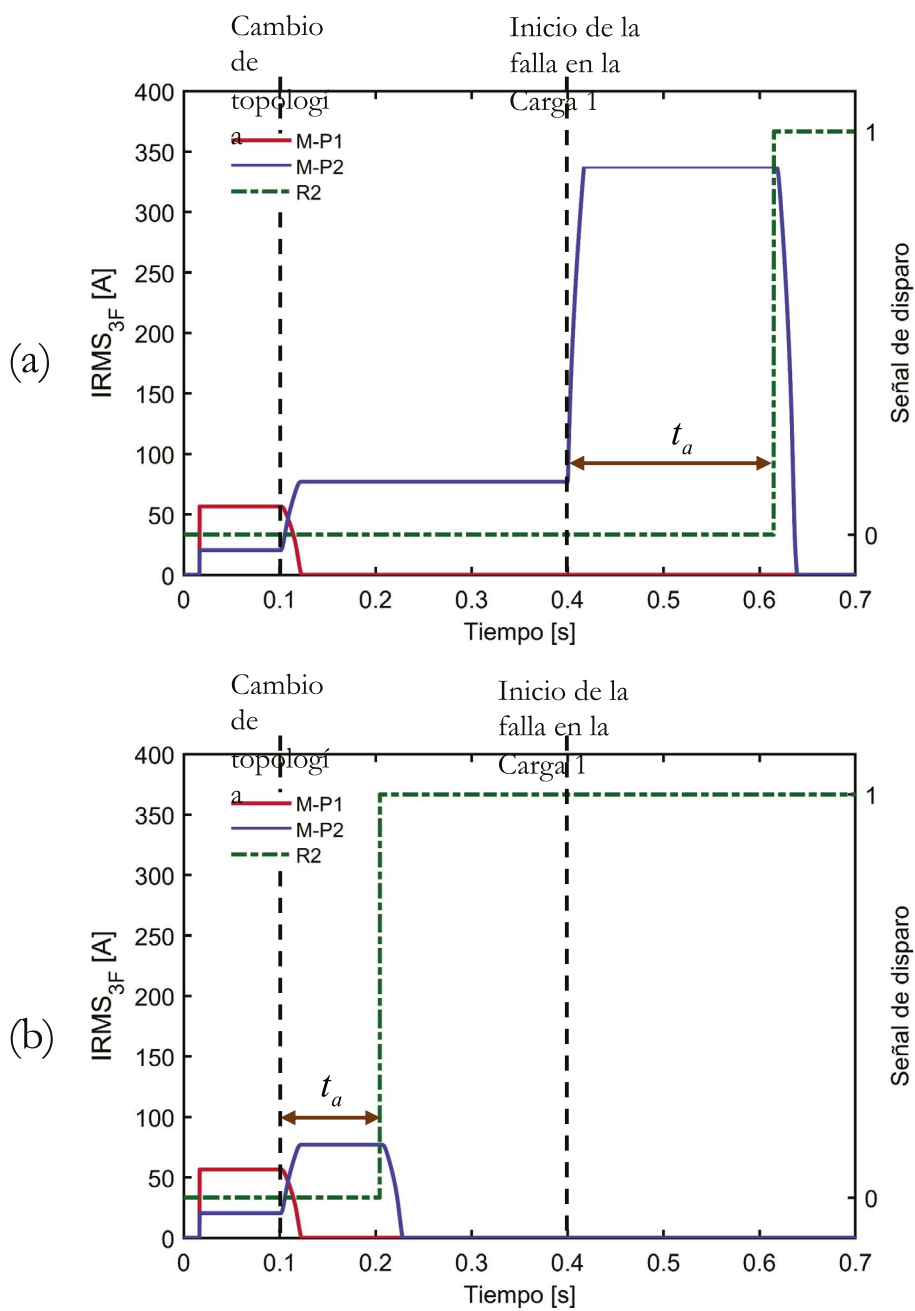 Cambio
de
topologí
a
Inicio de la
falla en la
Carga 1
400
350
300
250
200
150
100
50
0
IRMS3F [A]
M-P1
M-P2
R2
ta
1
0
Señal de disparo
0 0.1 0.2 0.3 0.4 0.5 0.6 0.7
Tiempo [s]
(a)
Cambio
de
topologí
a
Inicio de la
falla en la
Carga 1
400
350
300
250
200
150
100
50
0
IRMS3F [A]
M-P1
M-P2
R2
ta
1
0
Señal de disparo
0 0.1 0.2 0.3 0.4 0.5 0.6 0.7
Tiempo [s]
(b)